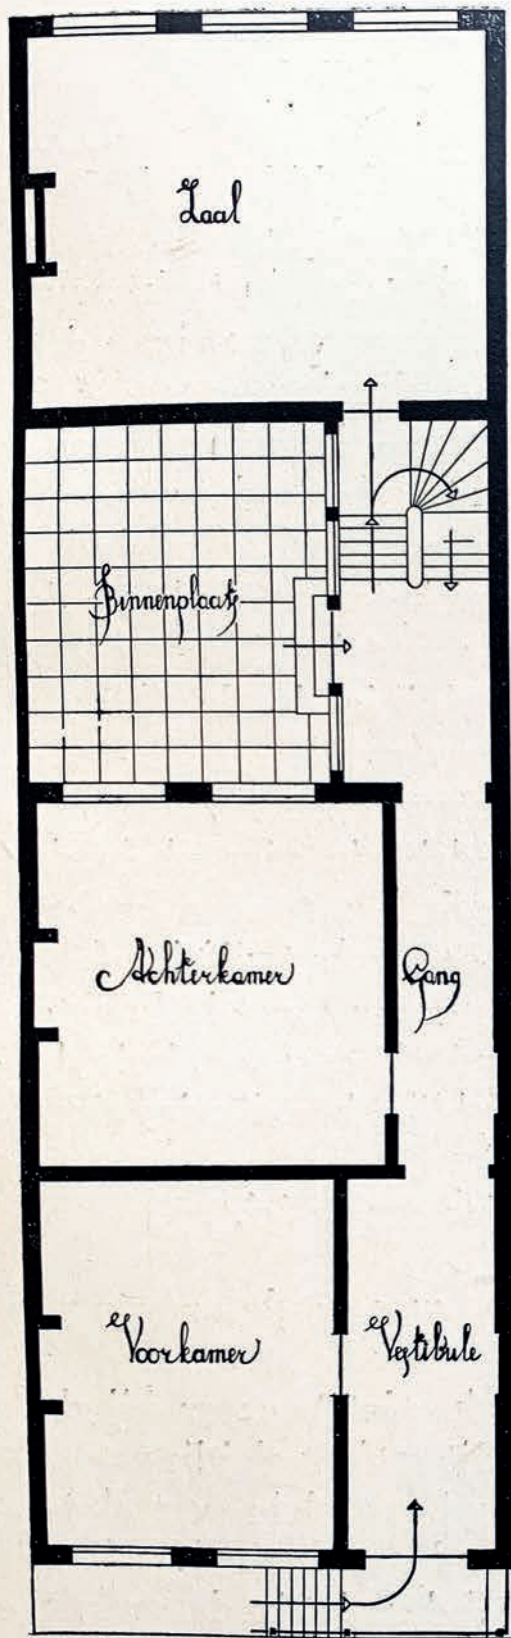 Zaal
Binnenplaats
Achterkamer
Gang
Voorkamer
Vestibule